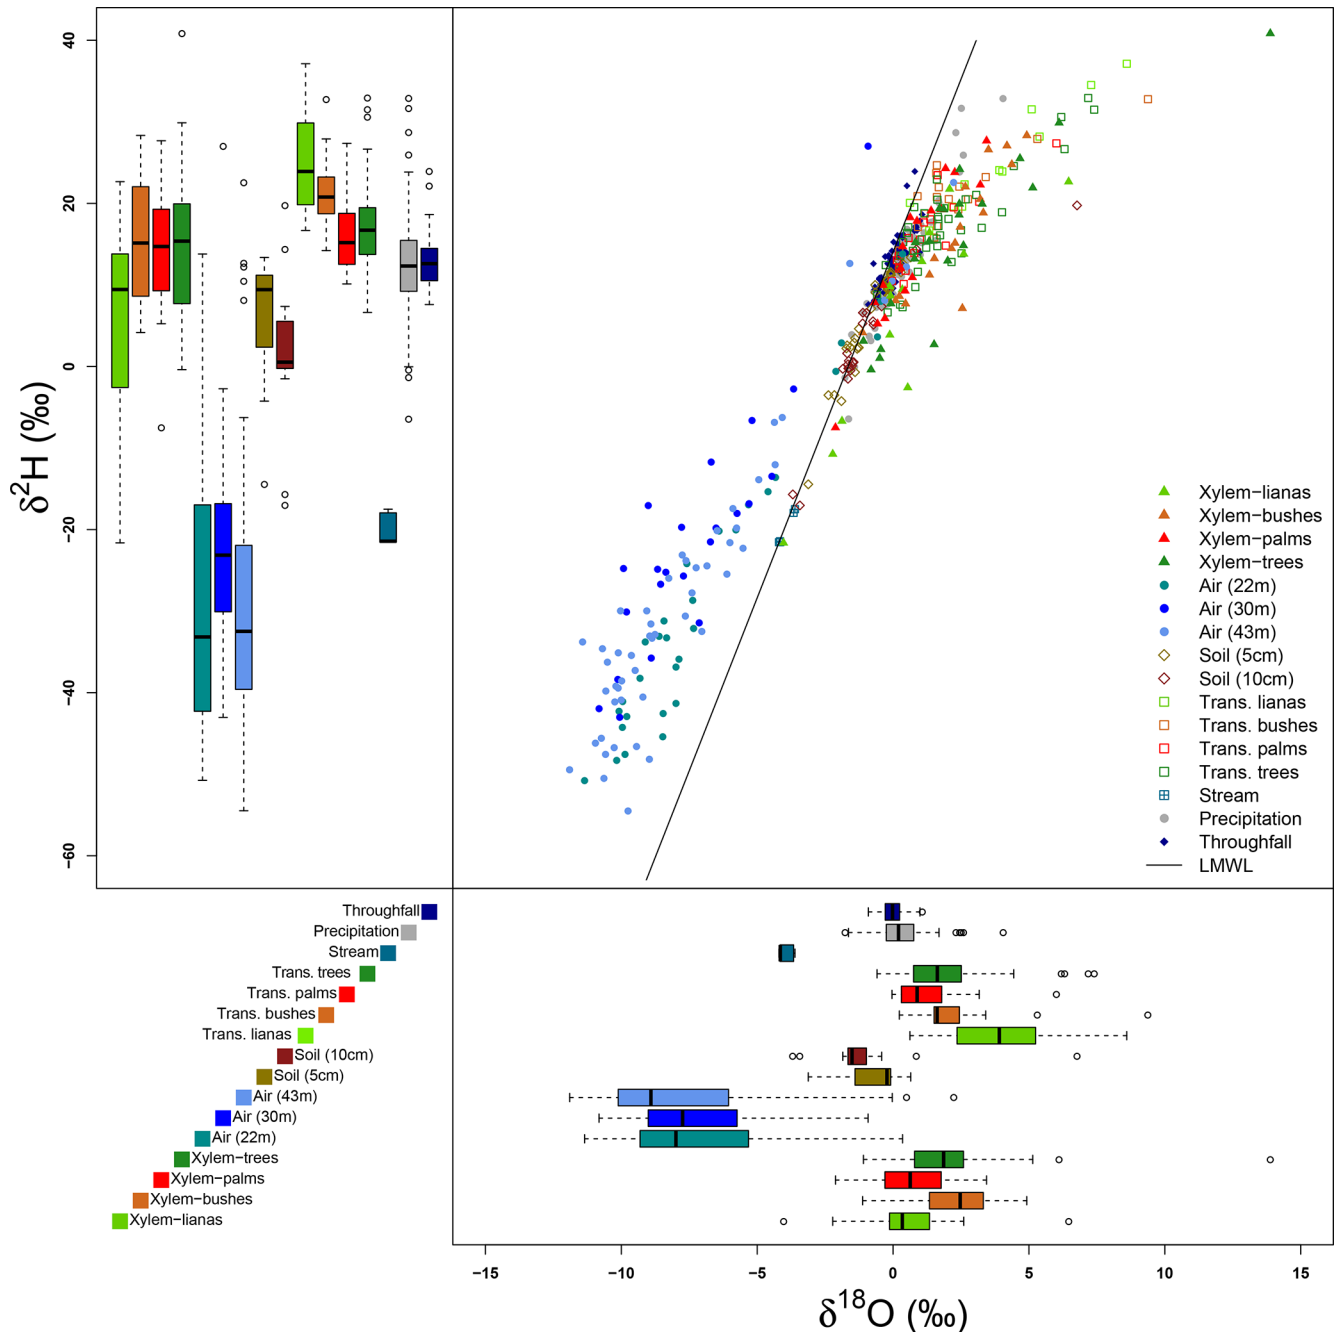 40
20
0
−20
−40
−60
δ²H (‰)
Xylem−lianas
Xylem−bushes
Xylem−palms
Xylem−trees
Air (22m)
Air (30m)
Air (43m)
Soil (5cm)
Soil (10cm)
Trans. lianas
Trans. bushes
Trans. palms
Trans. trees
Stream
Precipitation
Throughfall
LMWL
Throughfall
Precipitation
Stream
Trans. trees
Trans. palms
Trans. bushes
Trans. lianas
Soil (10cm)
Soil (5cm)
Air (43m)
Air (30m)
Air (22m)
Xylem−trees
Xylem−palms
Xylem−bushes
Xylem−lianas
−15 −10 −5 0 5 10 15
δ¹⁸O (‰)